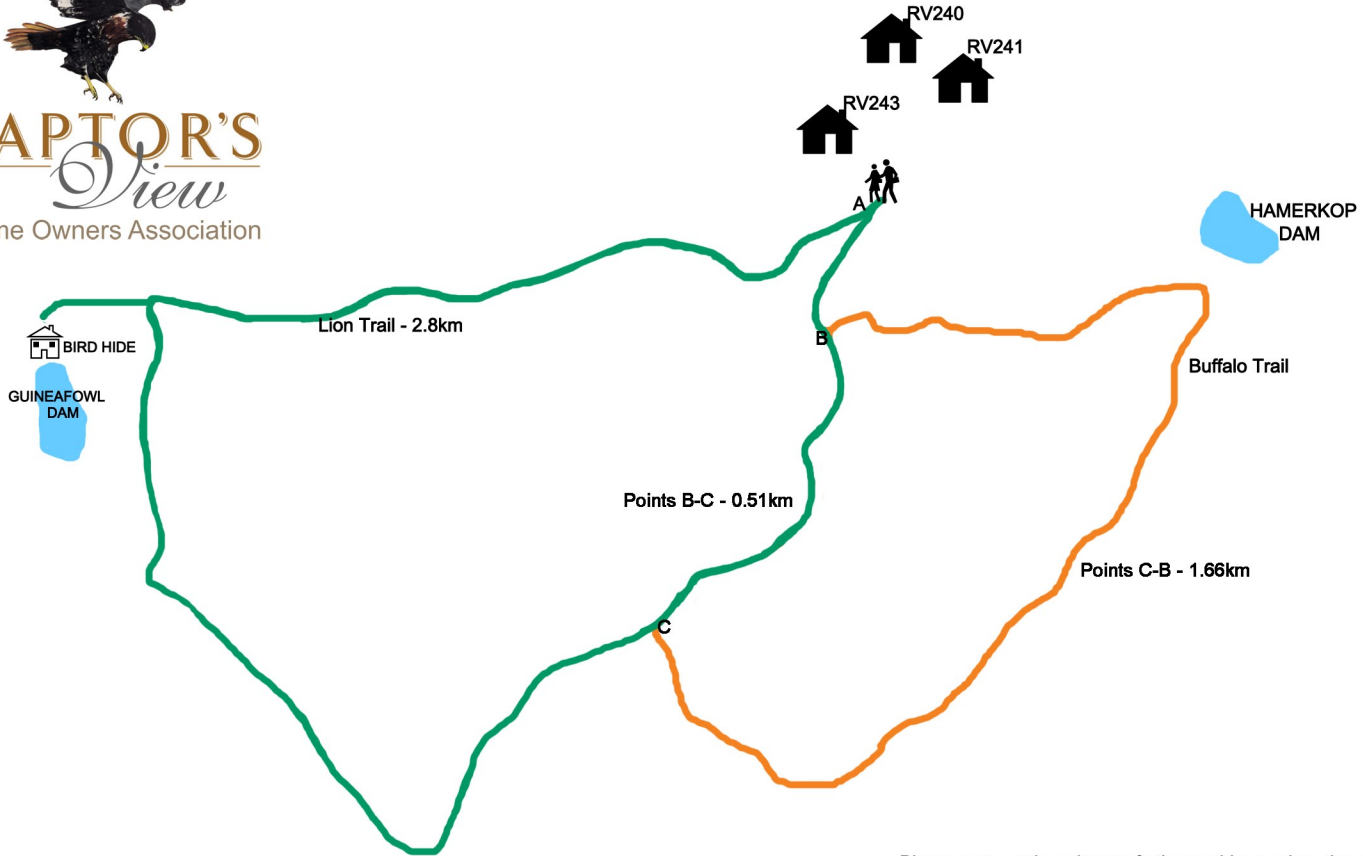 APTOR'S
View
ne Owners Association
RV240
RV241
RV243
A
HAMERKOP
DAM
Lion Trail - 2.8km
B
BIRD HIDE
Buffalo Trail
GUINEAFOWL
DAM
Points B-C - 0.51km
Points C-B - 1.66km
C